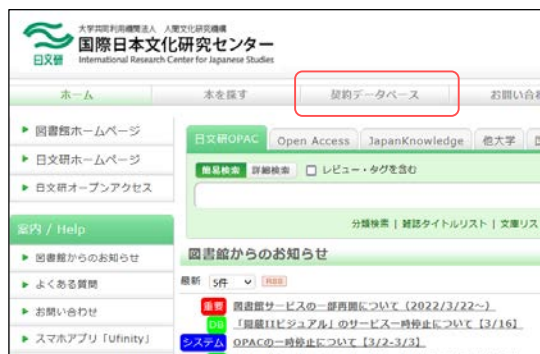 大学共同利用機関法人 人間文化研究機構
国際日本文化研究センター
日文研 International Research Center for Japanese Studies
ホーム 本を探す 契約データベース お問い合わ
図書館ホームページ
日文研ホームページ
日文研オープンアクセス
日文研OPAC Open Access JapanKnowledge 他大学
簡易検索 詳細検索 レビュー・タグを含む
分類検索 | 雑誌タイトルリスト | 文庫リス
案内 / Help
図書館からのお知らせ
よくある質問
お問い合わせ
スマホアプリ「Ufinity」
図書館からのお知らせ
最新 5件 RSS
重要 図書館サービスの一部再開について (2022/3/22~)
DB 「聞蔵IIビジュアル」のサービス一時停止について【3/16】
システム OPACの一時停止について【3/2-3/3】